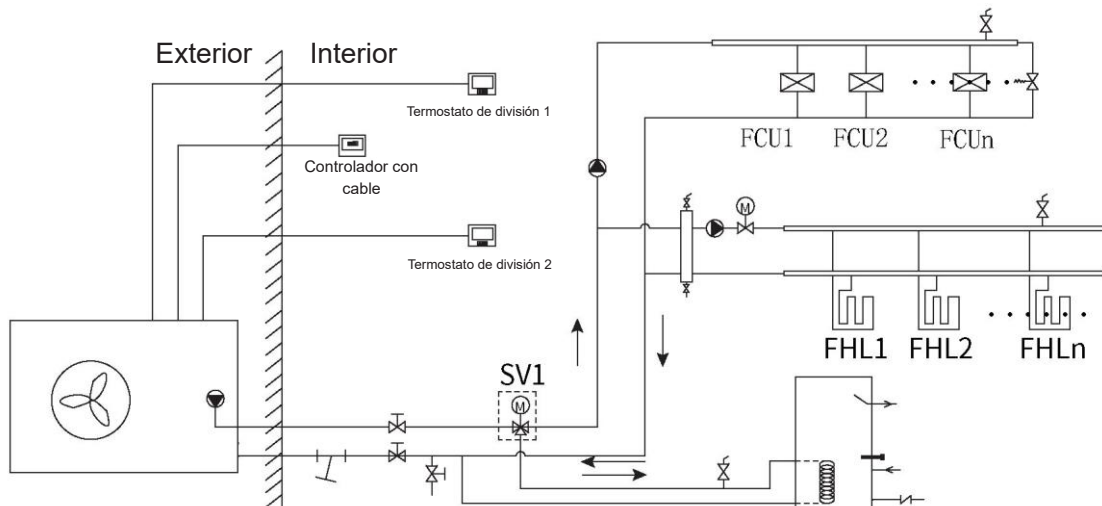 Exterior
Interior
Termostato de división 1
Controlador con
cable
Termostato de división 2
FCU1
FCU2
FCUn
M
FHL1
FHL2
FHLn
SV1
M